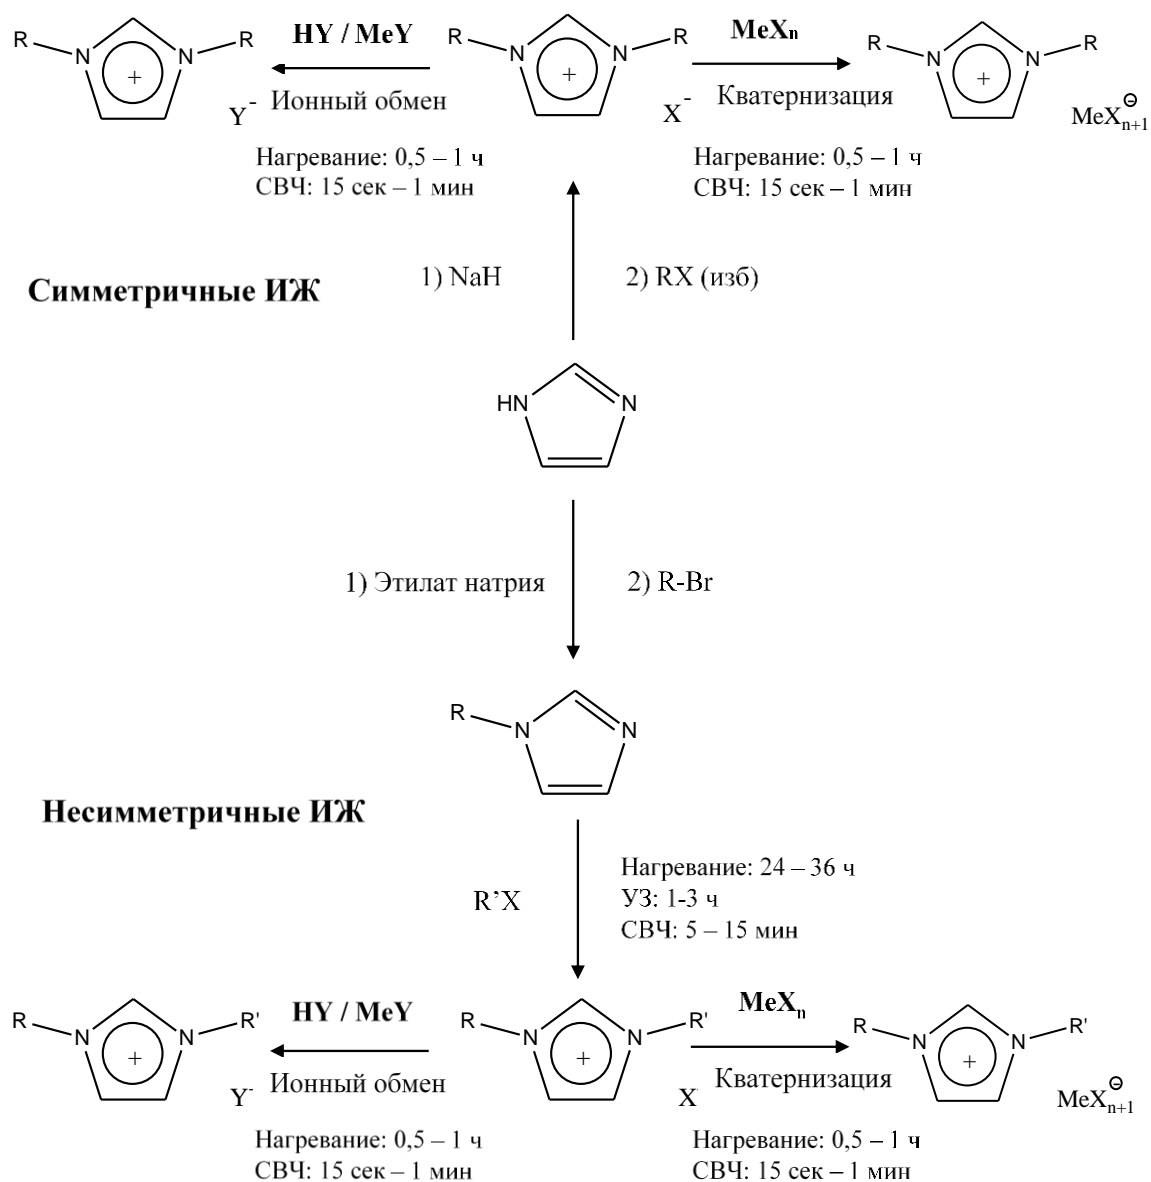 R N N R + Y-
HY / MeY
Ионный обмен
R N N R + X-
MeXn
Кватернизация
R N N R + MeXn+1⊖
Нагревание: 0,5 – 1 ч
СВЧ: 15 сек – 1 мин
Нагревание: 0,5 – 1 ч
СВЧ: 15 сек – 1 мин
1) NaH
2) RX (изб)
Симметричные ИЖ
HN N
1) Этилат натрия
2) R-Br
R N N
Несимметричные ИЖ
R’X
Нагревание: 24 – 36 ч
УЗ: 1-3 ч
СВЧ: 5 – 15 мин
R N N R' + Y-
HY / MeY
Ионный обмен
R N N R' + X
MeXn
Кватернизация
R N N R' + MeXn+1⊖
Нагревание: 0,5 – 1 ч
СВЧ: 15 сек – 1 мин
Нагревание: 0,5 – 1 ч
СВЧ: 15 сек – 1 мин